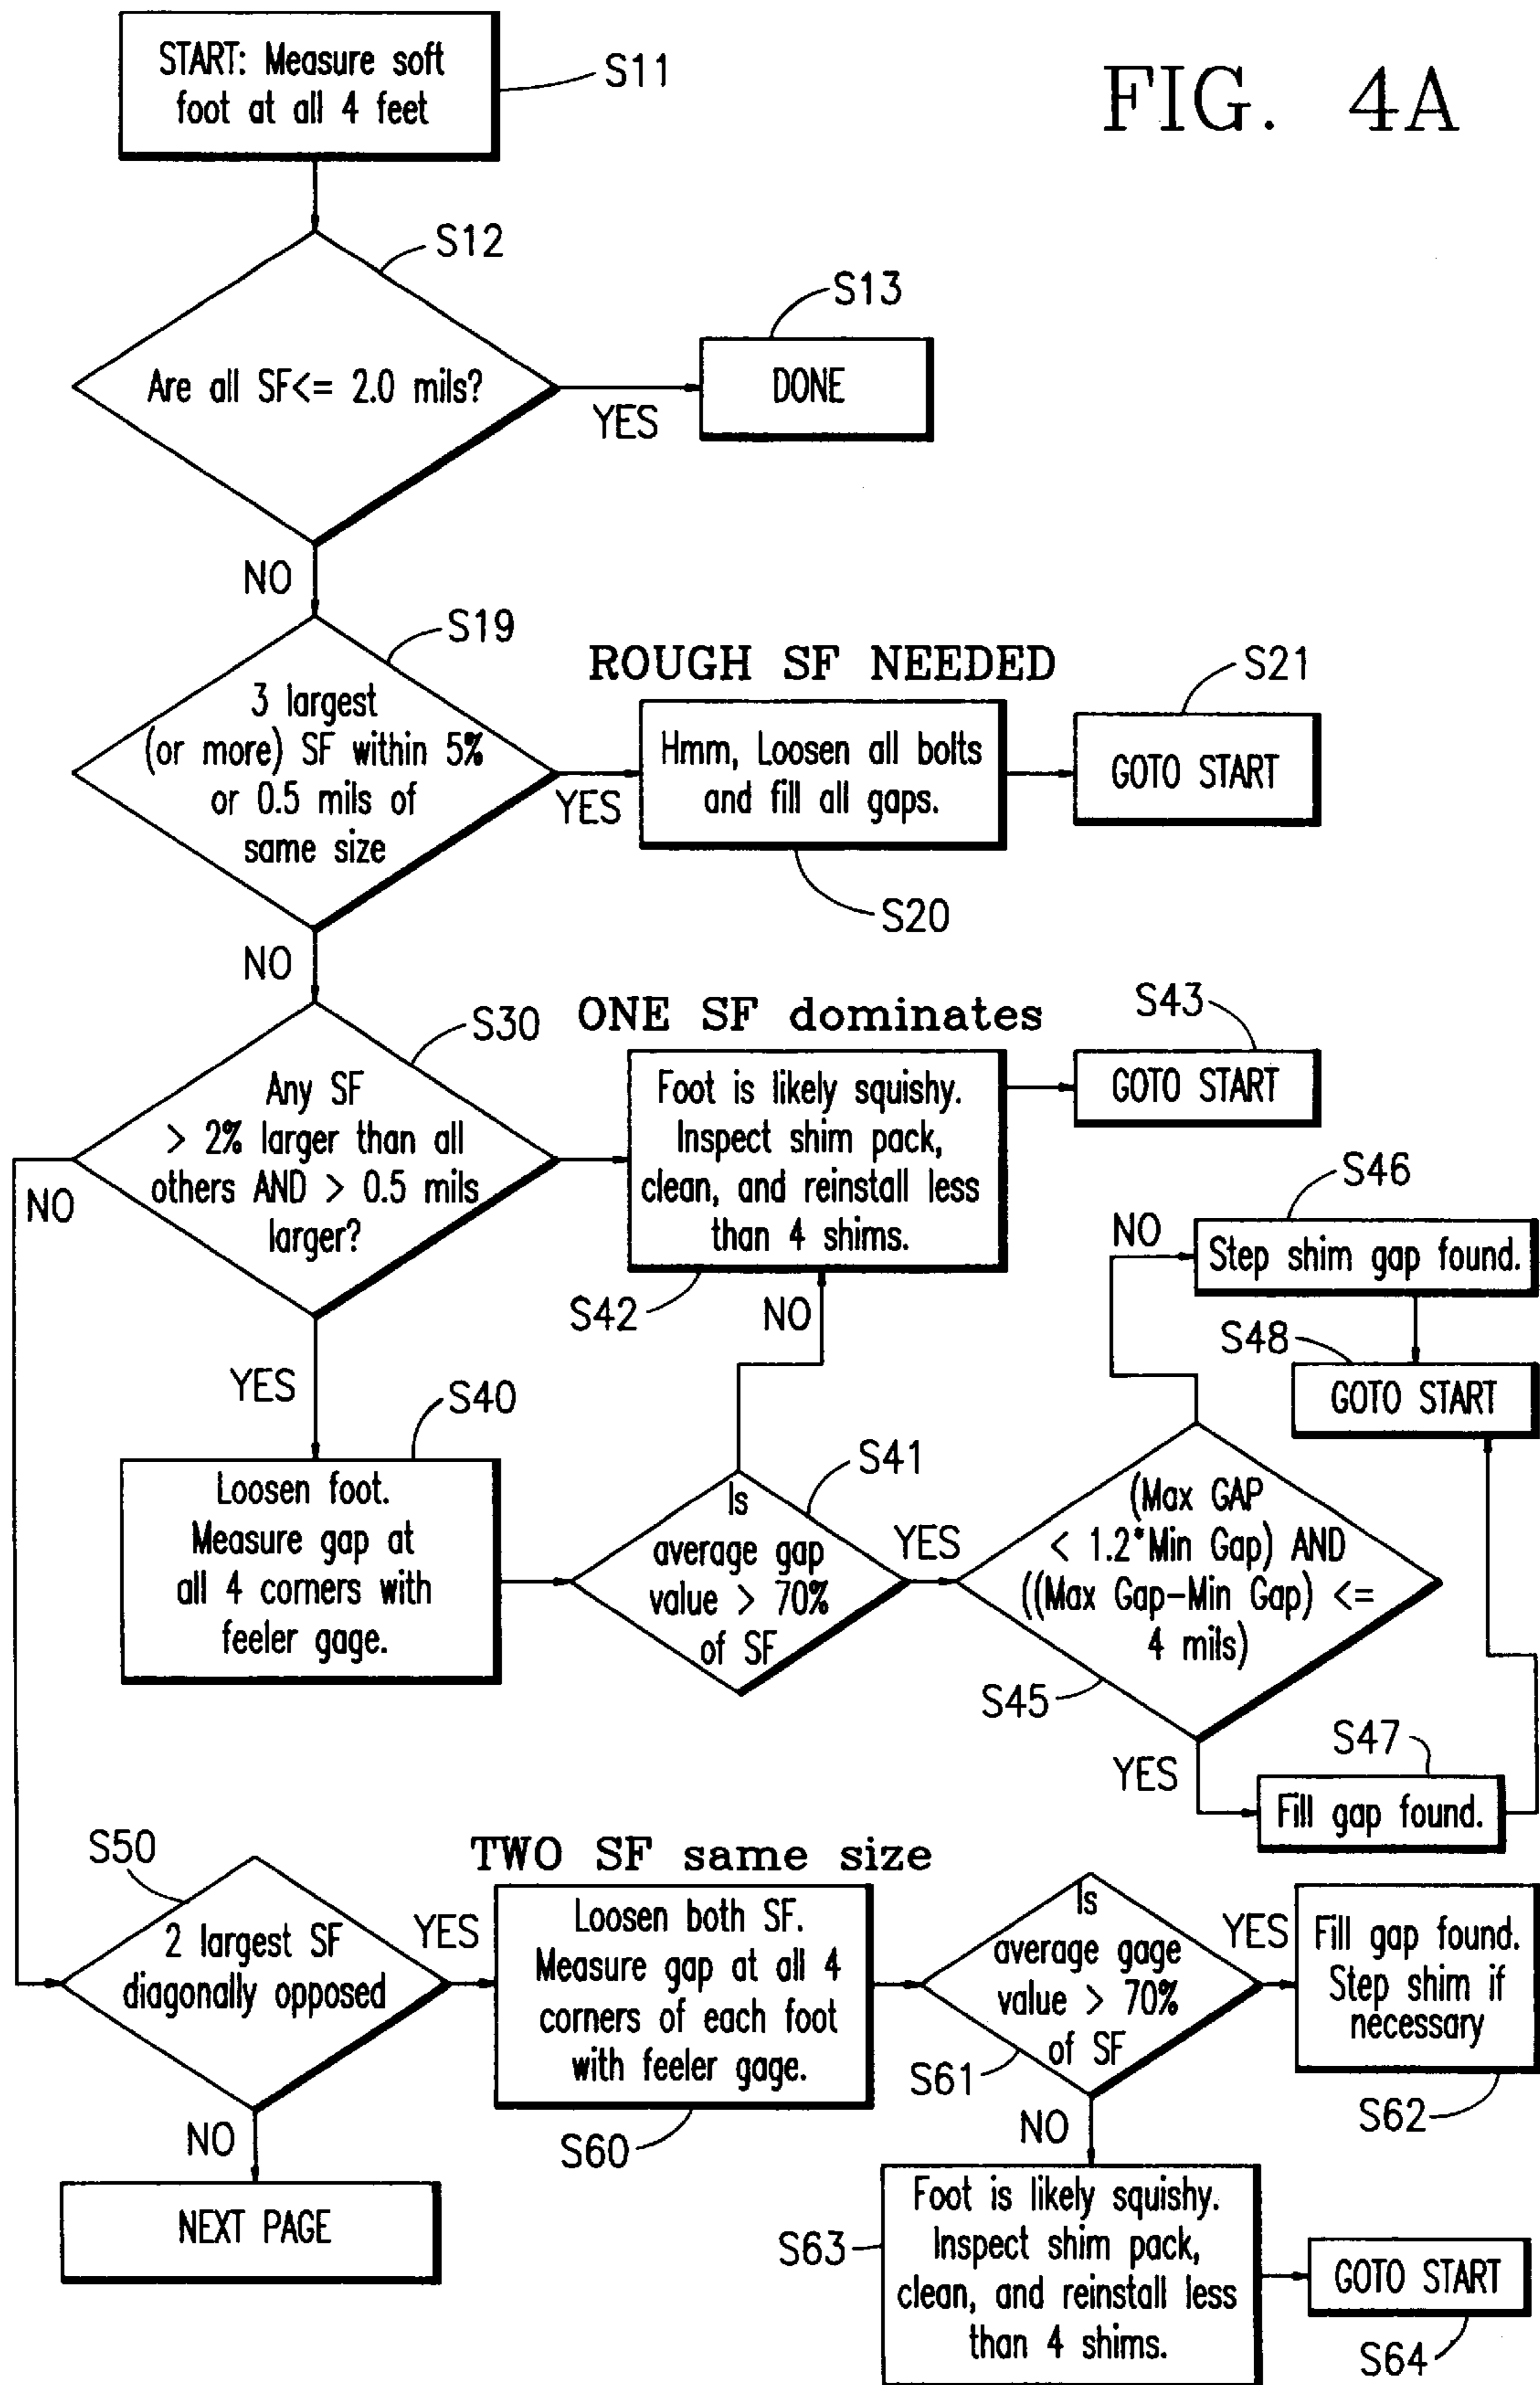 FIG. 4A
START: Measure soft
foot at all 4 feet
S11
S12
Are all SF<= 2.0 mils?
YES
S13
DONE
NO
S19
3 largest
(or more) SF within 5%
or 0.5 mils of
same size
YES
ROUGH SF NEEDED
Hmm, Loosen all bolts
and fill all gaps.
S20
S21
GOTO START
NO
S30
Any SF
> 2% larger than all
others AND > 0.5 mils
larger?
NO
YES
ONE SF dominates
Foot is likely squishy.
Inspect shim pack,
clean, and reinstall less
than 4 shims.
S42
NO
S43
GOTO START
S40
Loosen foot.
Measure gap at
all 4 corners with
feeler gage.
S41
Is
average gap
value > 70%
of SF
YES
(Max GAP
< 1.2*Min Gap) AND
((Max Gap-Min Gap) <=
4 mils)
S45
NO
S46
Step shim gap found.
S48
GOTO START
YES
S47
Fill gap found.
S50
2 largest SF
diagonally opposed
YES
NO
NEXT PAGE
TWO SF same size
Loosen both SF.
Measure gap at all 4
corners of each foot
with feeler gage.
S60
Is
average gage
value > 70%
of SF
S61
YES
Fill gap found.
Step shim if
necessary
S62
NO
Foot is likely squishy.
Inspect shim pack,
clean, and reinstall less
than 4 shims.
S63
GOTO START
S64